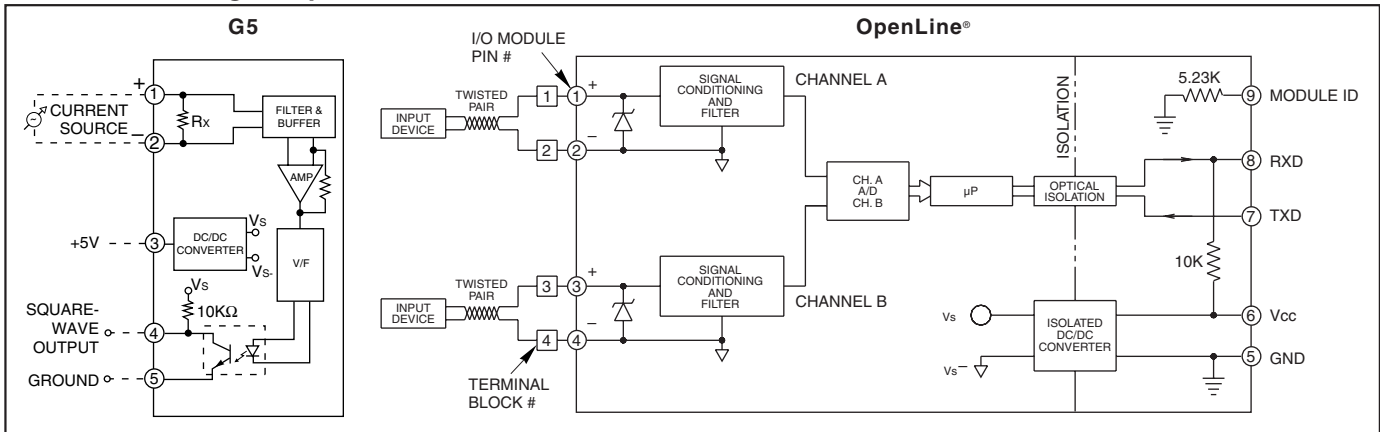 G5
+
1
CURRENT
SOURCE
−
2
Rx
FILTER &
BUFFER
AMP
+5V
3
DC/DC
CONVERTER
Vs
Vs-
V/F
Vs
10KΩ
SQUARE-
WAVE
OUTPUT
4
GROUND
5
OpenLine®
I/O MODULE
PIN #
INPUT
DEVICE
TWISTED
PAIR
1
1
+
2
2
−
SIGNAL
CONDITIONING
AND
FILTER
CHANNEL A
INPUT
DEVICE
TWISTED
PAIR
3
3
+
4
4
−
SIGNAL
CONDITIONING
AND
FILTER
CHANNEL B
TERMINAL
BLOCK #
CH. A
A/D
CH. B
µP
OPTICAL
ISOLATION
ISOLATION
5.23K
9
MODULE ID
8
RXD
7
TXD
10K
Vs
Vs−
ISOLATED
DC/DC
CONVERTER
6
Vcc
5
GND